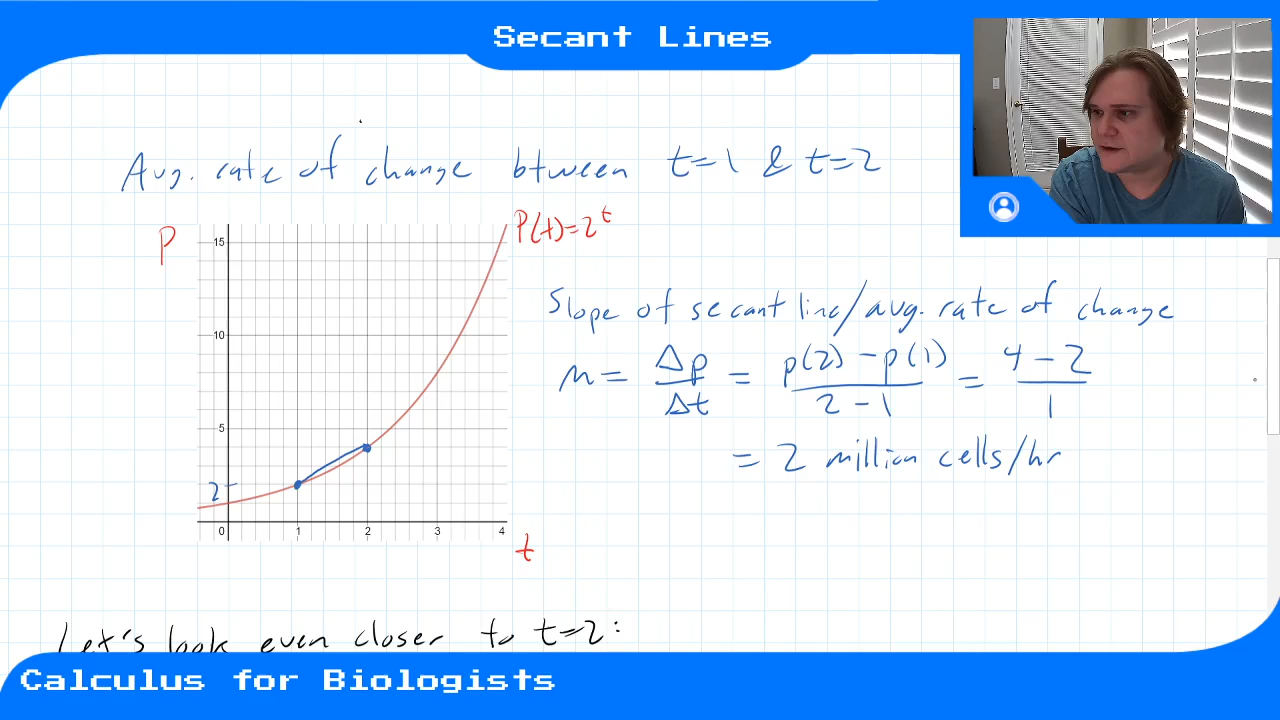 Secant Lines
Avg. rate of change btween t=1 & t=2
P
P(t)=2^t
15
10
5
2
0 1 2 3 4
t
Slope of secant line/avg. rate of change
m = Δp/Δt = p(2) - p(1)/2 - 1 = 4 - 2/1
= 2 million cells/hr
Let's look even closer to t=2:
Calculus for Biologists